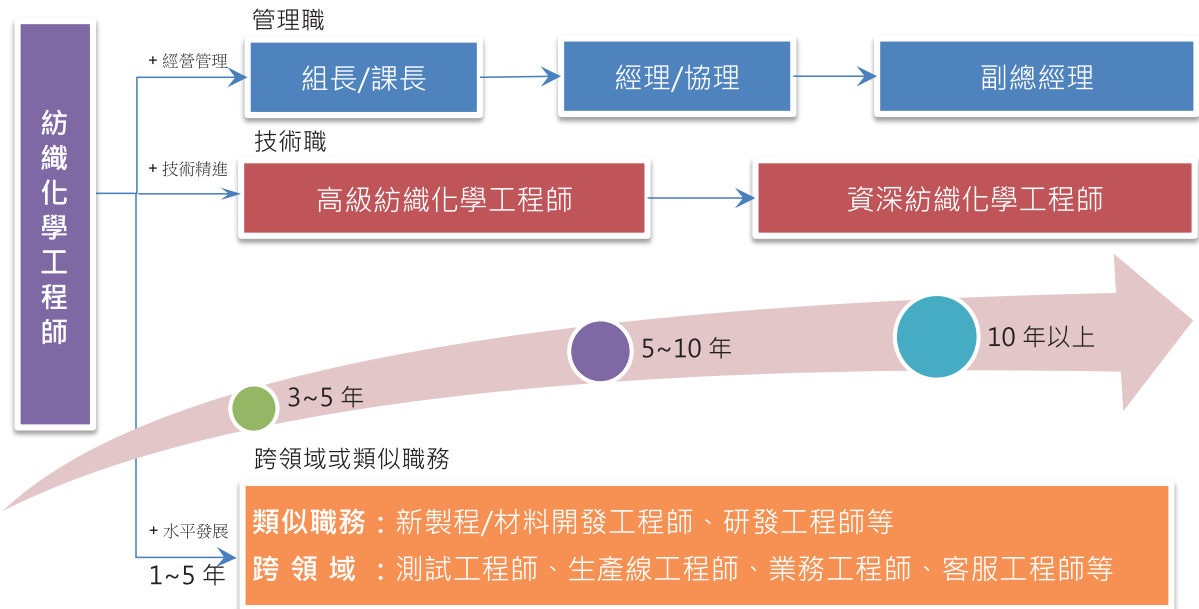 紡織化學工程師
管理職
+ 經營管理
組長/課長
經理/協理
副總經理
技術職
+ 技術精進
高級紡織化學工程師
資深紡織化學工程師
3~5 年
5~10 年
10 年以上
跨領域或類似職務
+ 水平發展
1~5 年
類似職務：新製程/材料開發工程師、研發工程師等
跨 領 域 ：測試工程師、生產線工程師、業務工程師、客服工程師等